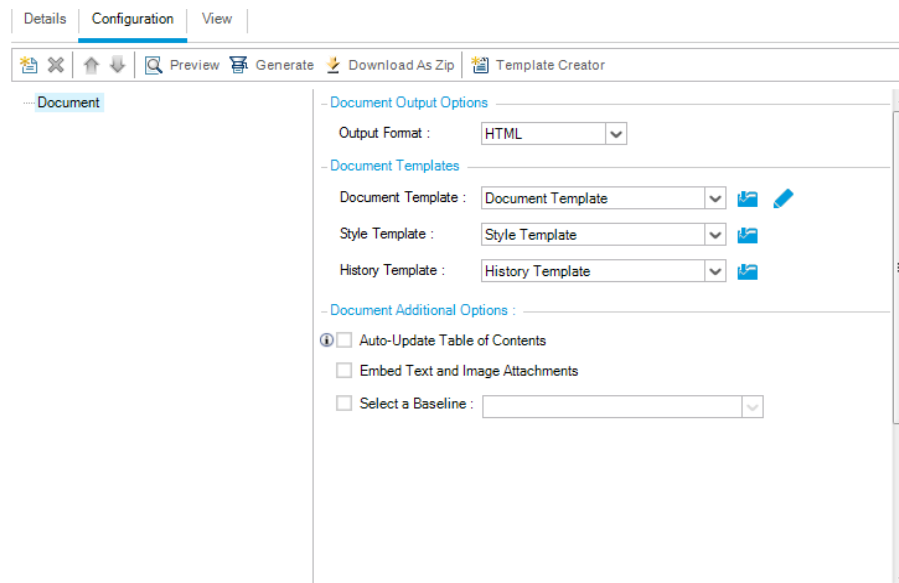 Details Configuration View
Preview Generate Download As Zip Template Creator
Document
Document Output Options
Output Format : HTML
Document Templates
Document Template : Document Template
Style Template : Style Template
History Template : History Template
Document Additional Options :
Auto-Update Table of Contents
Embed Text and Image Attachments
Select a Baseline :